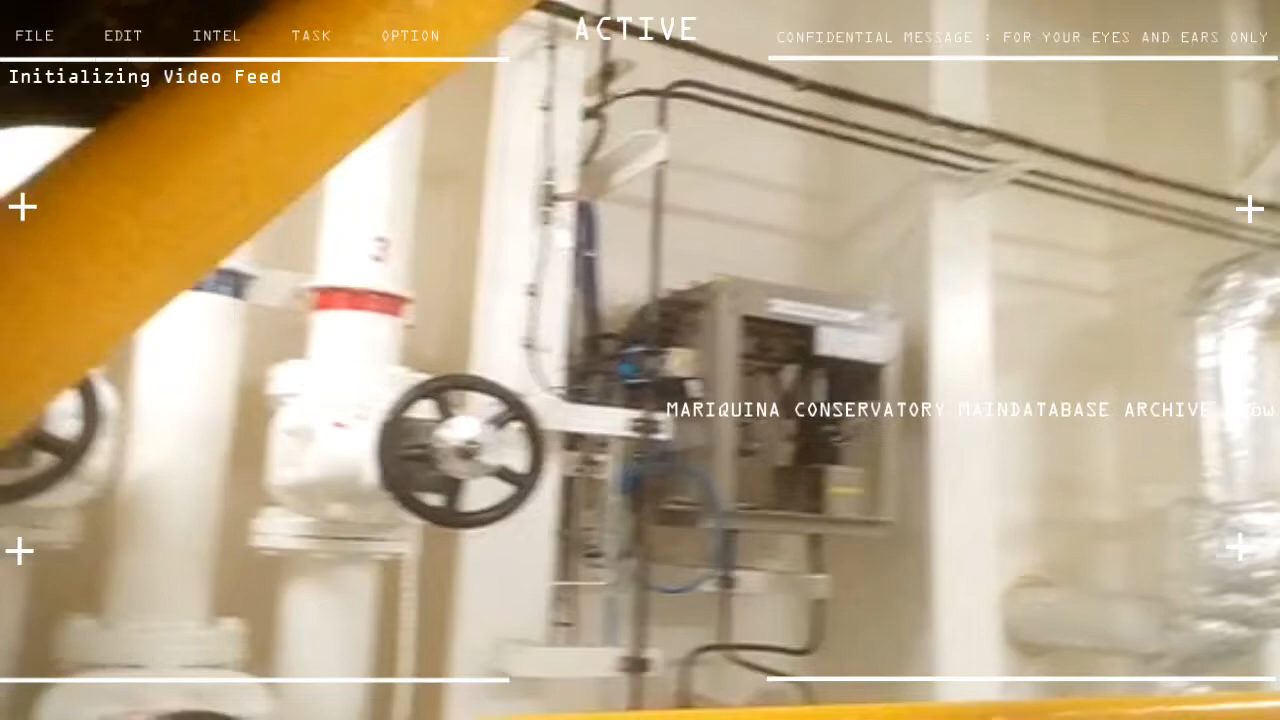 FILE EDIT INTEL TASK OPTION
ACTIVE
CONFIDENTIAL MESSAGE : FOR YOUR EYES AND EARS ONLY
Initializing Video Feed
3
MARIQUINA CONSERVATORY MAINDATABASE ARCHIVE